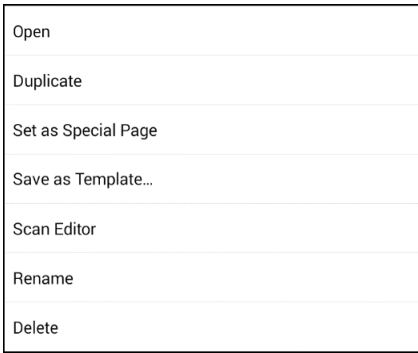 Open
Duplicate
Set as Special Page
Save as Template…
Scan Editor
Rename
Delete